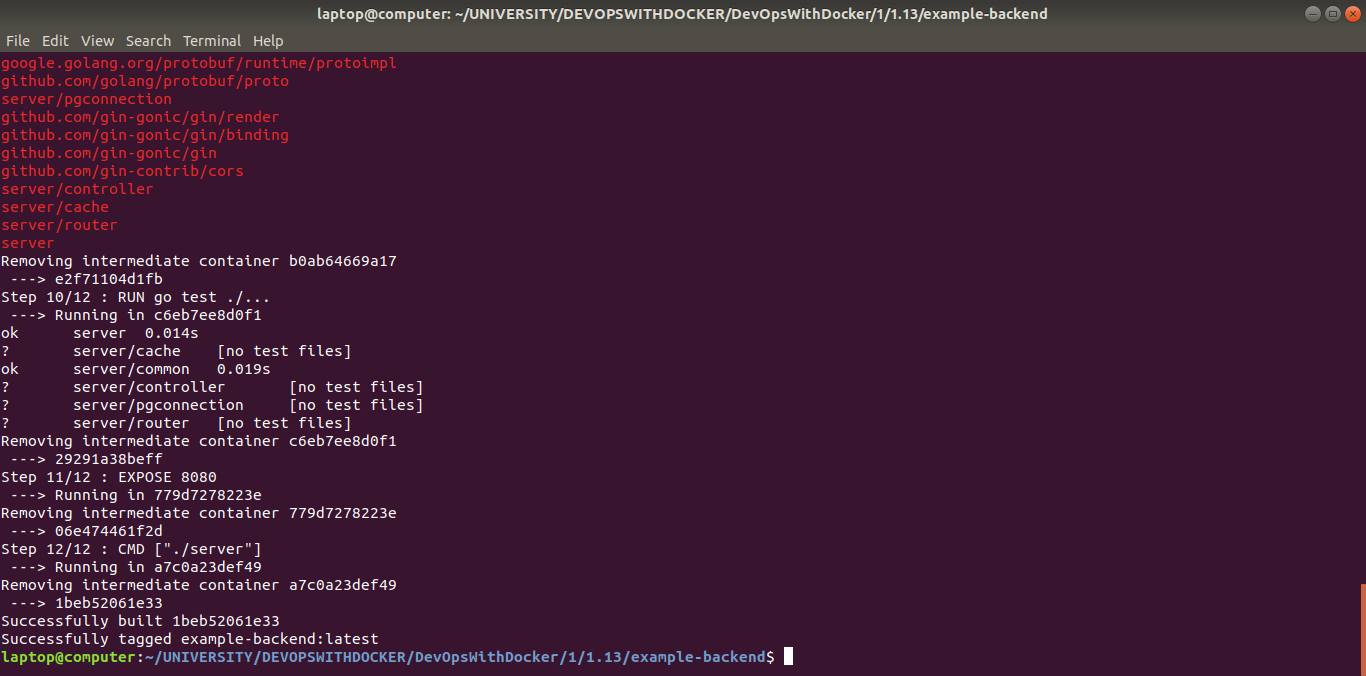 laptop@computer: ~/UNIVERSITY/DEVOPSWITHDOCKER/DevOpsWithDocker/1/1.13/example-backend
File Edit View Search Terminal Help
google.golang.org/protobuf/runtime/protoimpl
github.com/golang/protobuf/proto
server/pgconnection
github.com/gin-gonic/gin/render
github.com/gin-gonic/gin/binding
github.com/gin-gonic/gin
github.com/gin-contrib/cors
server/controller
server/cache
server/router
server
Removing intermediate container b0ab64669a17
 ---> e2f71104d1fb
Step 10/12 : RUN go test ./...
 ---> Running in c6eb7ee8d0f1
ok      server  0.014s
?       server/cache    [no test files]
ok      server/common   0.019s
?       server/controller       [no test files]
?       server/pgconnection     [no test files]
?       server/router   [no test files]
Removing intermediate container c6eb7ee8d0f1
 ---> 29291a38beff
Step 11/12 : EXPOSE 8080
 ---> Running in 779d7278223e
Removing intermediate container 779d7278223e
 ---> 06e474461f2d
Step 12/12 : CMD ["./server"]
 ---> Running in a7c0a23def49
Removing intermediate container a7c0a23def49
 ---> 1beb52061e33
Successfully built 1beb52061e33
Successfully tagged example-backend:latest
laptop@computer:~/UNIVERSITY/DEVOPSWITHDOCKER/DevOpsWithDocker/1/1.13/example-backend$